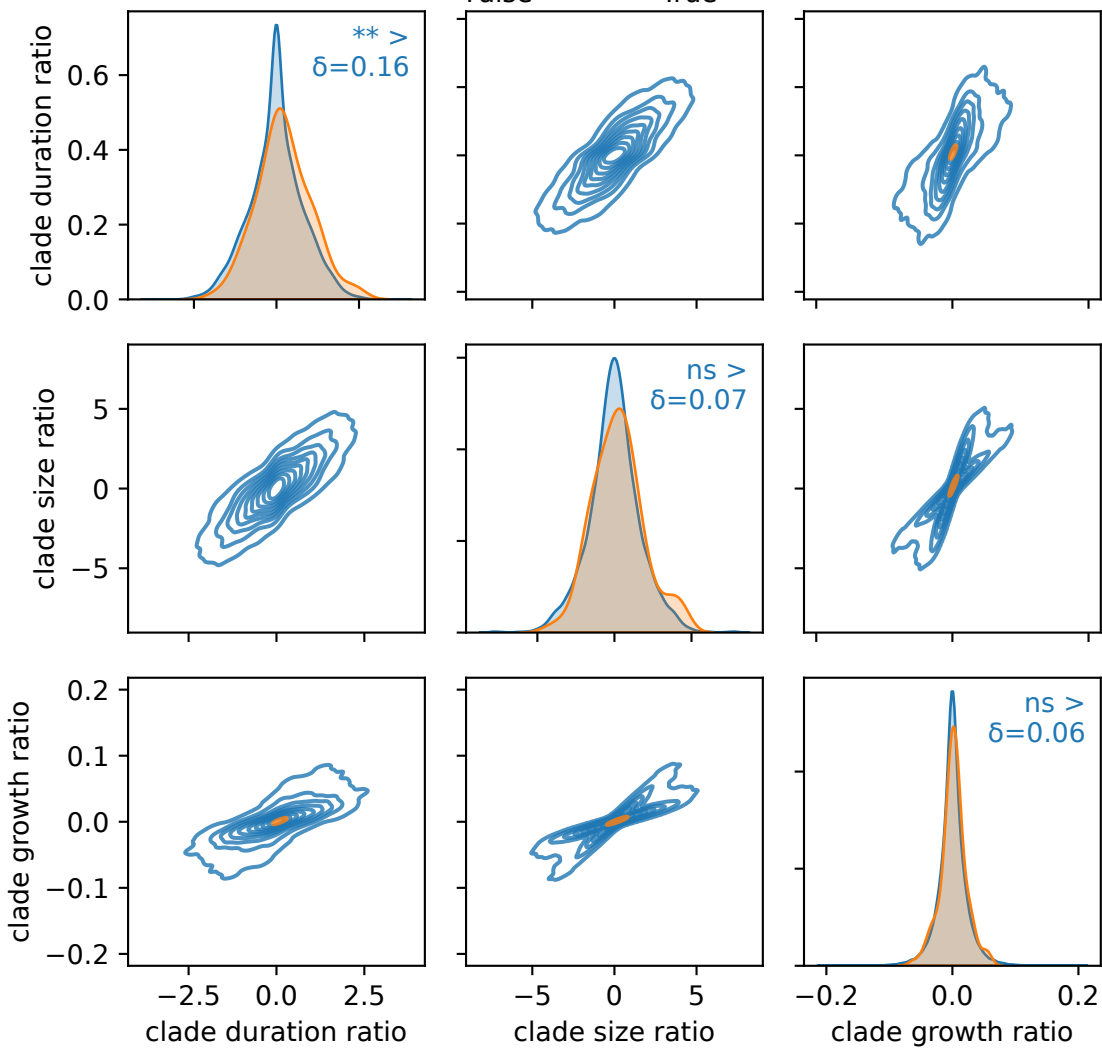 clade duration ratio
0.6
0.4
0.2
0.0
** >
δ=0.16
clade size ratio
5
0
−5
ns >
δ=0.07
clade growth ratio
0.2
0.1
0.0
−0.1
−0.2
ns >
δ=0.06
−2.5 0.0 2.5
clade duration ratio
−5 0 5
clade size ratio
−0.2 0.0 0.2
clade growth ratio